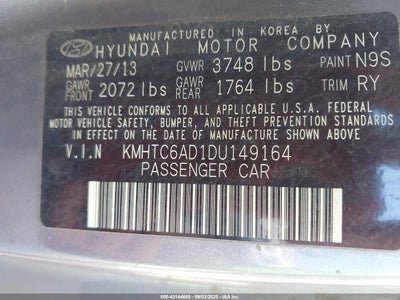 MANUFACTURED IN KOREA BY
HYUNDAI MOTOR COMPANY
MAR/27/13 GVWR 3748 lbs PAINT N9S
GAWR FRONT 2072 lbs GAWR REAR 1764 lbs TRIM RY
THIS VEHICLE CONFORMS TO ALL APPLICABLE U.S.A. FEDERAL
MOTOR VEHICLE SAFETY, BUMPER, AND THEFT PREVENTION
STANDARDS IN EFFECT ON THE DATE OF MANUFACTURE SHOWN ABOVE.
V.I.N KMHTC6AD1DU149164
PASSENGER CAR